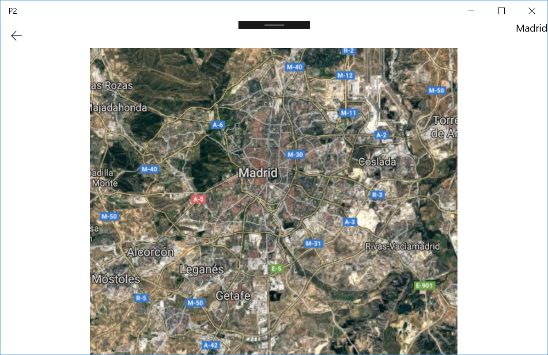 P2
Madrid
R-2
M-40
M-12
as Rozas
M-50
Majadahonda
M-11
Torre
A-6
de Ar
A-2
M-30
Coslada
M-40
adilla
Madrid
Monte
R-3
A-5
M-50
A-3
M-31
Rivas-Vaciamadrid
Alcorcón
Leganés
E-5
Móstoles
E-901
R-5
Getafe
M-50
A-42